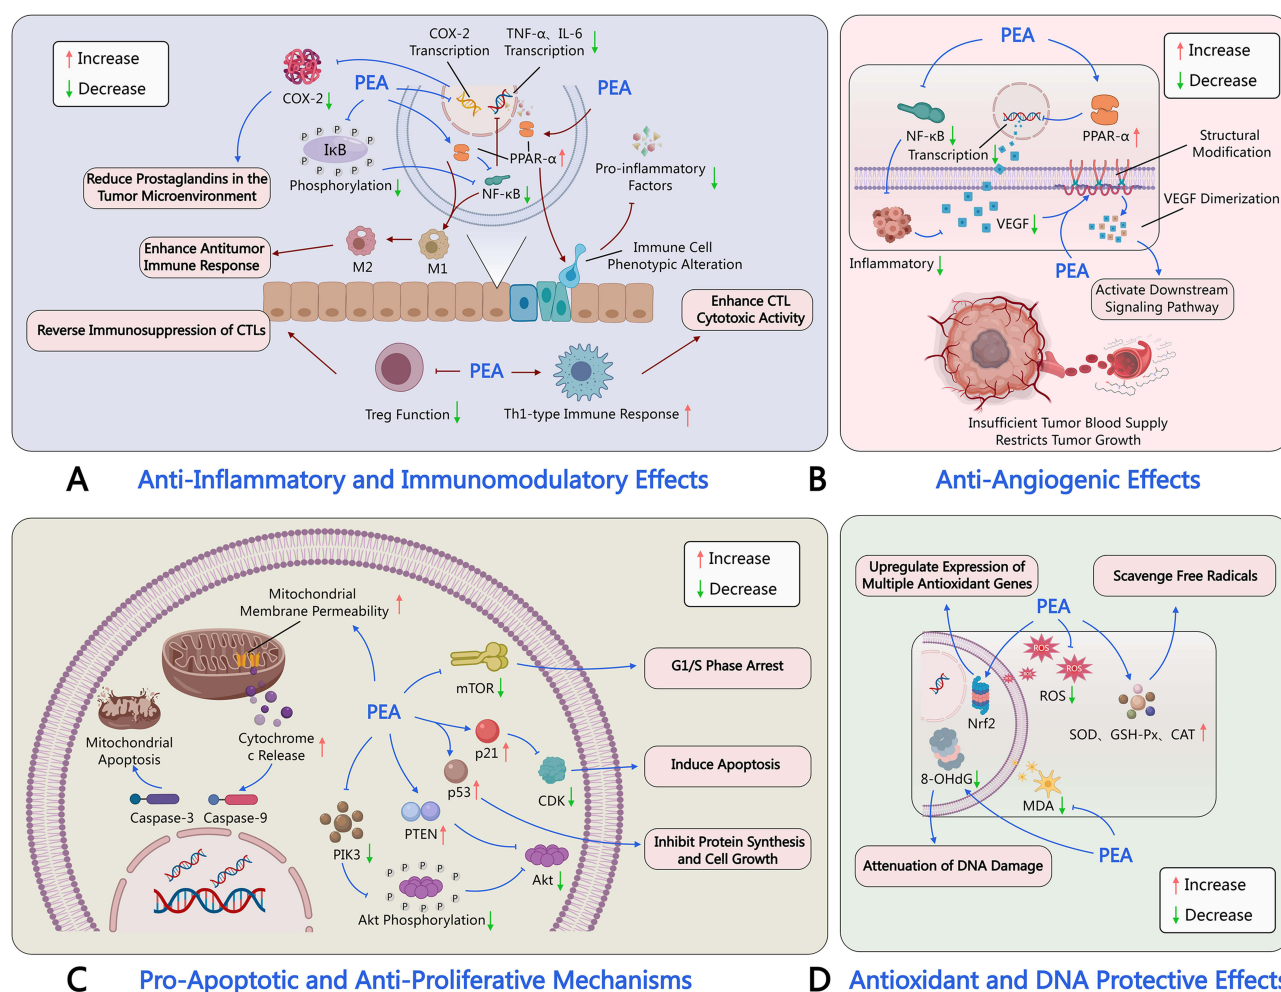 Increase
Decrease
COX-2
Transcription
TNF-α、IL-6
Transcription
COX-2
PEA
PEA
P P P P P
P P
IκB
P P
P P P P P
Phosphorylation
PPAR-α
NF-κB
Pro-inflammatory
Factors
Reduce Prostaglandins in the
Tumor Microenvironment
Enhance Antitumor
Immune Response
M2
M1
Immune Cell
Phenotypic Alteration
Reverse Immunosuppression of CTLs
Enhance CTL
Cytotoxic Activity
PEA
Treg Function
Th1-type Immune Response
A Anti-Inflammatory and Immunomodulatory Effects
PEA
Increase
Decrease
NF-κB
Transcription
PPAR-α
Structural
Modification
VEGF Dimerization
VEGF
Inflammatory
PEA
Activate Downstream
Signaling Pathway
Insufficient Tumor Blood Supply
Restricts Tumor Growth
B Anti-Angiogenic Effects
Increase
Decrease
Mitochondrial
Membrane Permeability
mTOR
G1/S Phase Arrest
PEA
Mitochondrial
Apoptosis
Cytochrome
c Release
p21
p53
CDK
Induce Apoptosis
Caspase-3
Caspase-9
PIK3
PTEN
Akt
Inhibit Protein Synthesis
and Cell Growth
P P P P
P P
P P
P P P P
Akt Phosphorylation
C Pro-Apoptotic and Anti-Proliferative Mechanisms
Upregulate Expression of
Multiple Antioxidant Genes
Scavenge Free Radicals
PEA
ROS
ROS
ROS
Nrf2
SOD、GSH-Px、CAT
8-OHdG
MDA
PEA
Attenuation of DNA Damage
Increase
Decrease
D Antioxidant and DNA Protective Effects